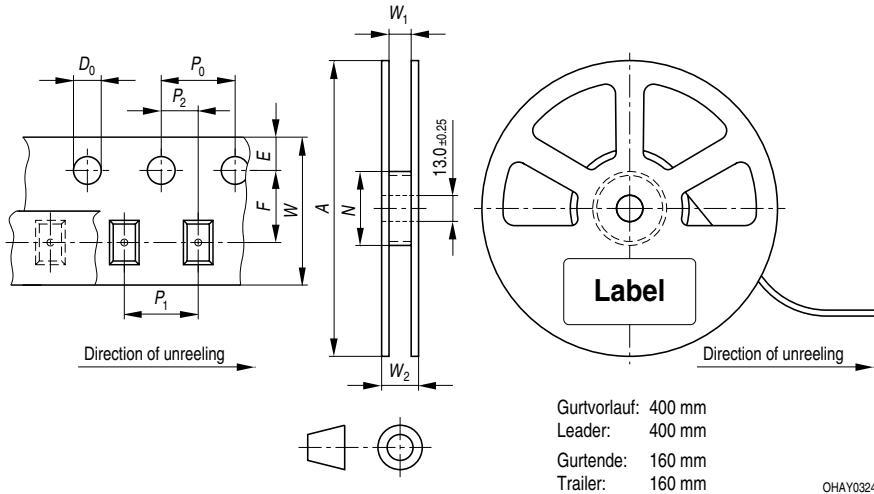 W1
D0
P0
P2
E
F
W
A
N
13.0 ±0.25
P1
Label
Direction of unreeling
W2
Direction of unreeling
Gurtvorlauf: 400 mm
Leader: 400 mm
Gurtende: 160 mm
Trailer: 160 mm
OHAY0324